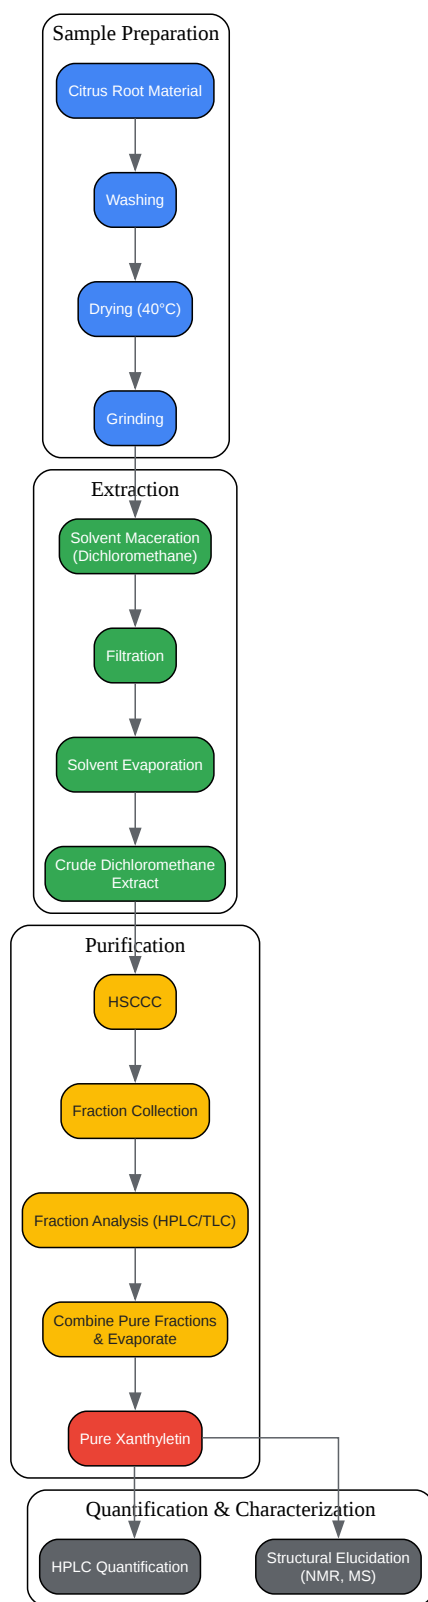 Sample Preparation
Citrus Root Material
Washing
Drying (40°C)
Grinding
Extraction
Solvent Maceration
(Dichloromethane)
Filtration
Solvent Evaporation
Crude Dichloromethane
Extract
Purification
HSCCC
Fraction Collection
Fraction Analysis (HPLC/TLC)
Combine Pure Fractions
& Evaporate
Pure Xanthyletin
Quantification & Characterization
HPLC Quantification
Structural Elucidation
(NMR, MS)